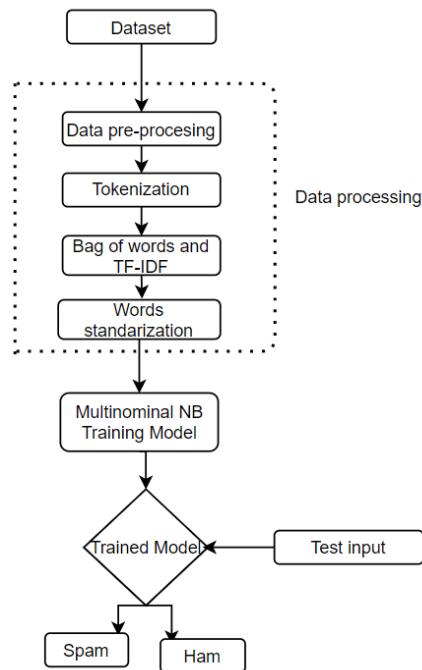 Dataset
Data pre-procesing
Tokenization
Data processing
Bag of words and
TF-IDF
Words
standarization
Multinominal NB
Training Model
Trained Model
Test input
Spam
Ham